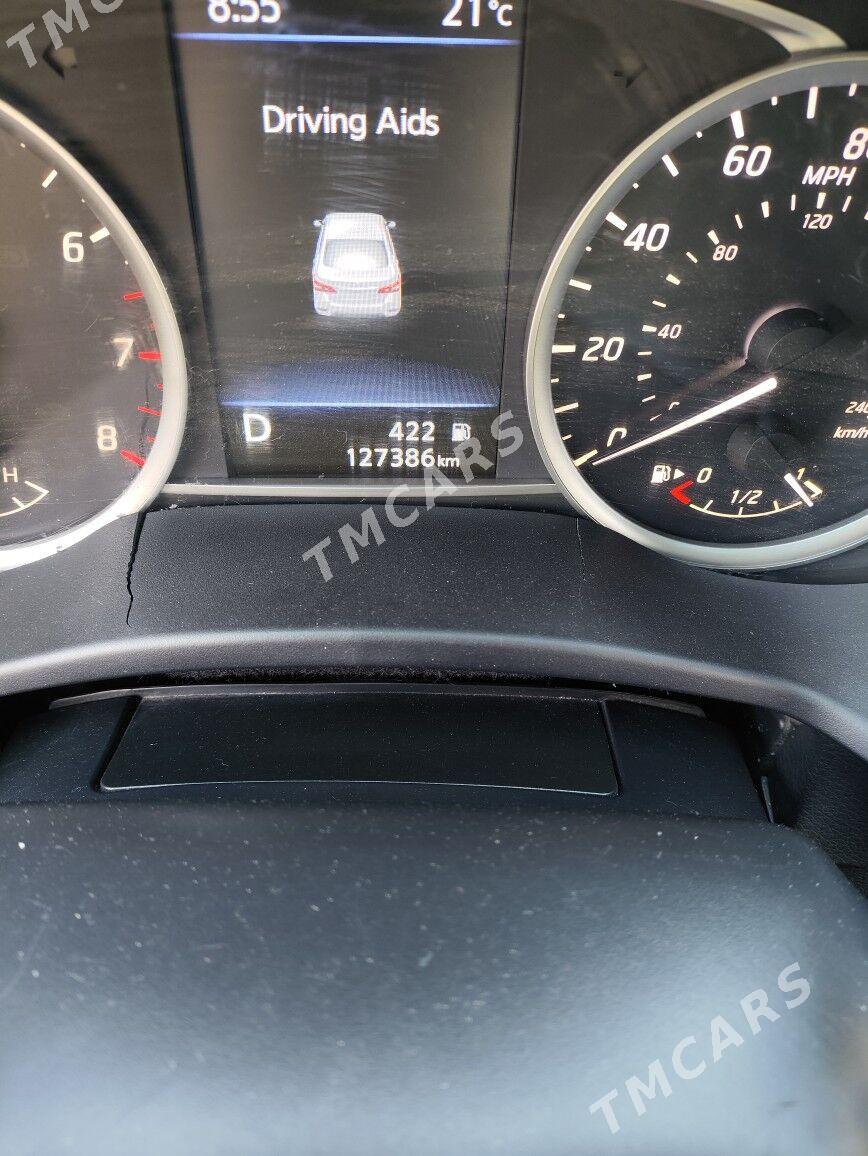 8:55 21°C
TMCARS
Driving Aids
6
7
8
H
D
422
127386km
0
20
40
60
80
MPH
40
80
120
240
km/h
0
1/2
1
TMCARS
TMCARS